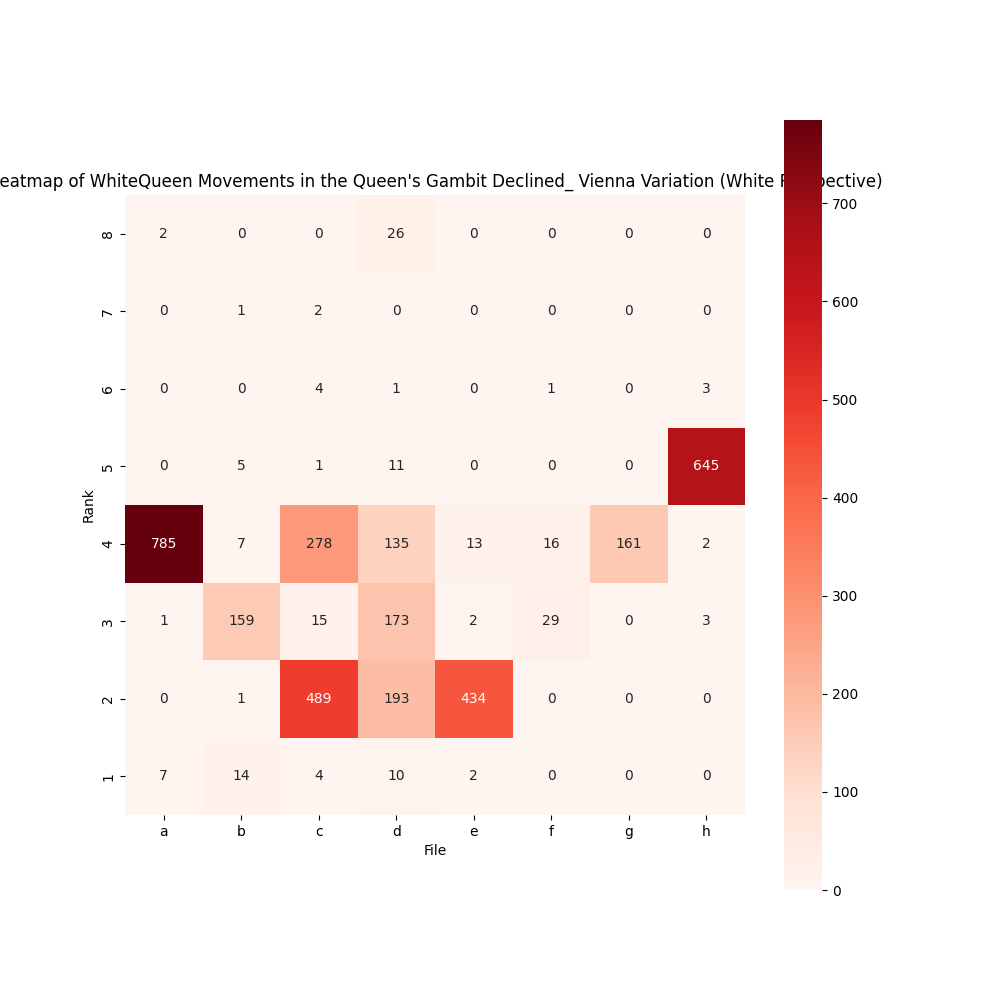 eatmap of WhiteQueen Movements in the Queen's Gambit Declined_ Vienna Variation (White P pective)
8 2 0 0 26 0 0 0 0
7 0 1 2 0 0 0 0 0
6 0 0 4 1 0 1 0 3
5 0 5 1 11 0 0 0 645
4 785 7 278 135 13 16 161 2
3 1 159 15 173 2 29 0 3
2 0 1 489 193 434 0 0 0
1 7 14 4 10 2 0 0 0
a b c d e f g h
File
Rank
700
600
500
400
300
200
100
0